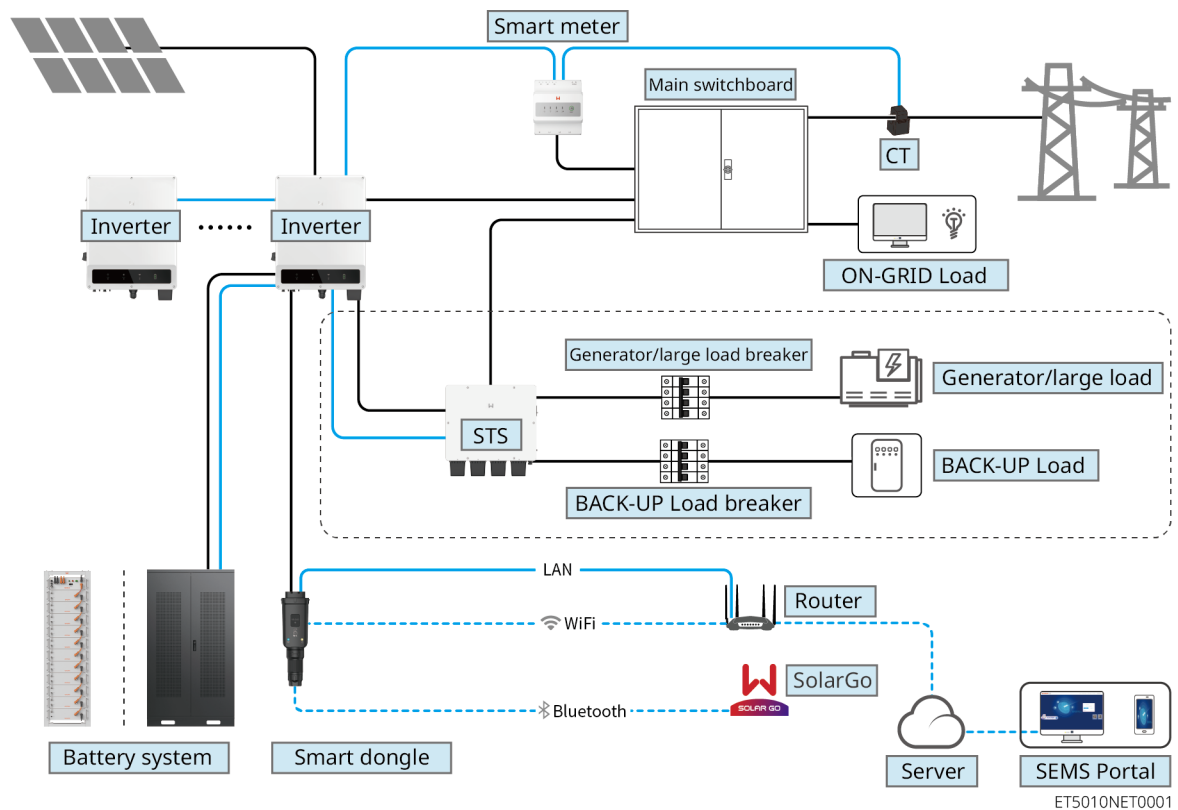 Smart meter
Main switchboard
CT
Inverter
Inverter
ON-GRID Load
Generator/large load breaker
Generator/large load
STS
BACK-UP Load
BACK-UP Load breaker
LAN
Router
WiFi
SolarGo
SOLAR GO
Bluetooth
Battery system
Smart dongle
Server
SEMS Portal
ET5010NET0001